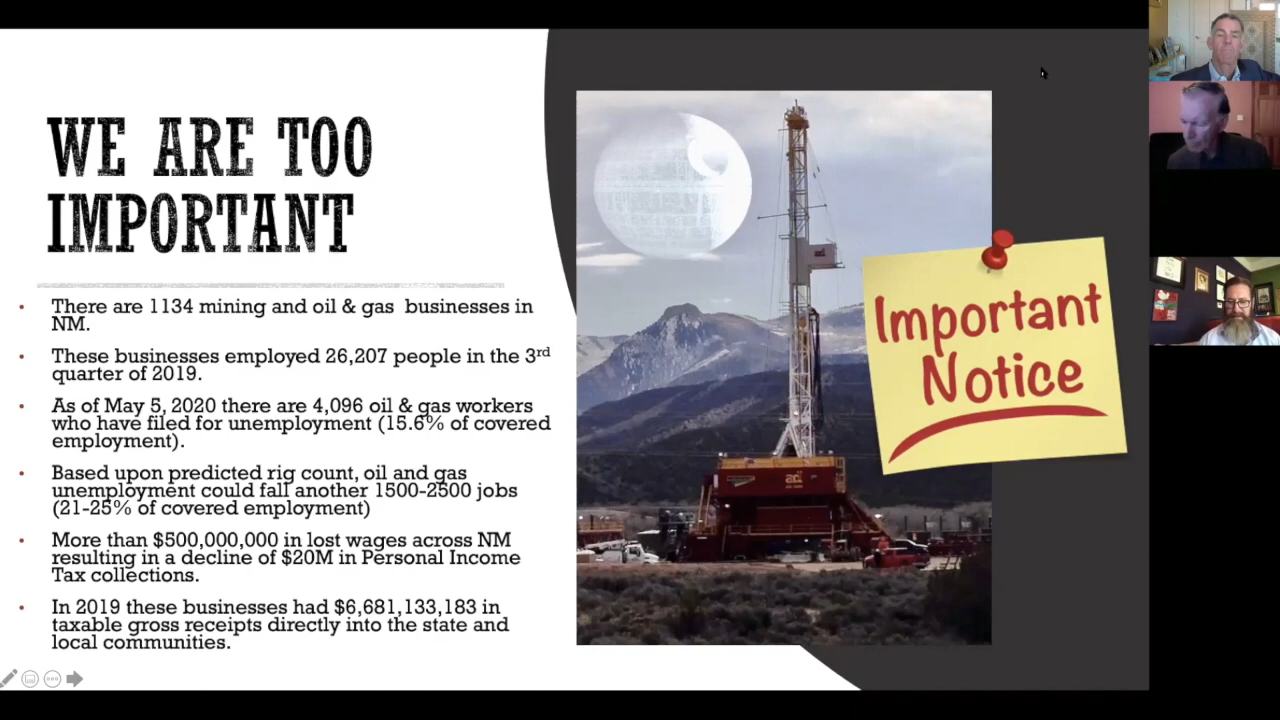 WE ARE TOO
IMPORTANT
There are 1134 mining and oil & gas businesses in
NM.
These businesses employed 26,207 people in the 3rd
quarter of 2019.
As of May 5, 2020 there are 4,096 oil & gas workers
who have filed for unemployment (15.6% of covered
employment).
Based upon predicted rig count, oil and gas
unemployment could fall another 1500-2500 jobs
(21-25% of covered employment)
More than $500,000,000 in lost wages across NM
resulting in a decline of $20M in Personal Income
Tax collections.
In 2019 these businesses had $6,681,133,183 in
taxable gross receipts directly into the state and
local communities.
Important
Notice